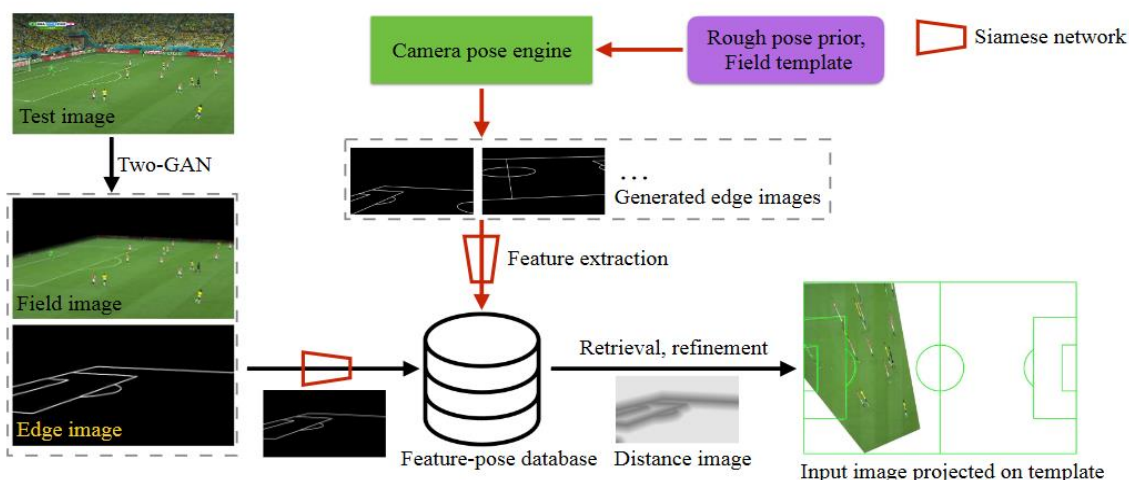 Camera pose engine
Rough pose prior,
Field template
Siamese network
Test image
Two-GAN
...
Generated edge images
Feature extraction
Field image
Retrieval, refinement
Edge image
Feature-pose database
Distance image
Input image projected on template